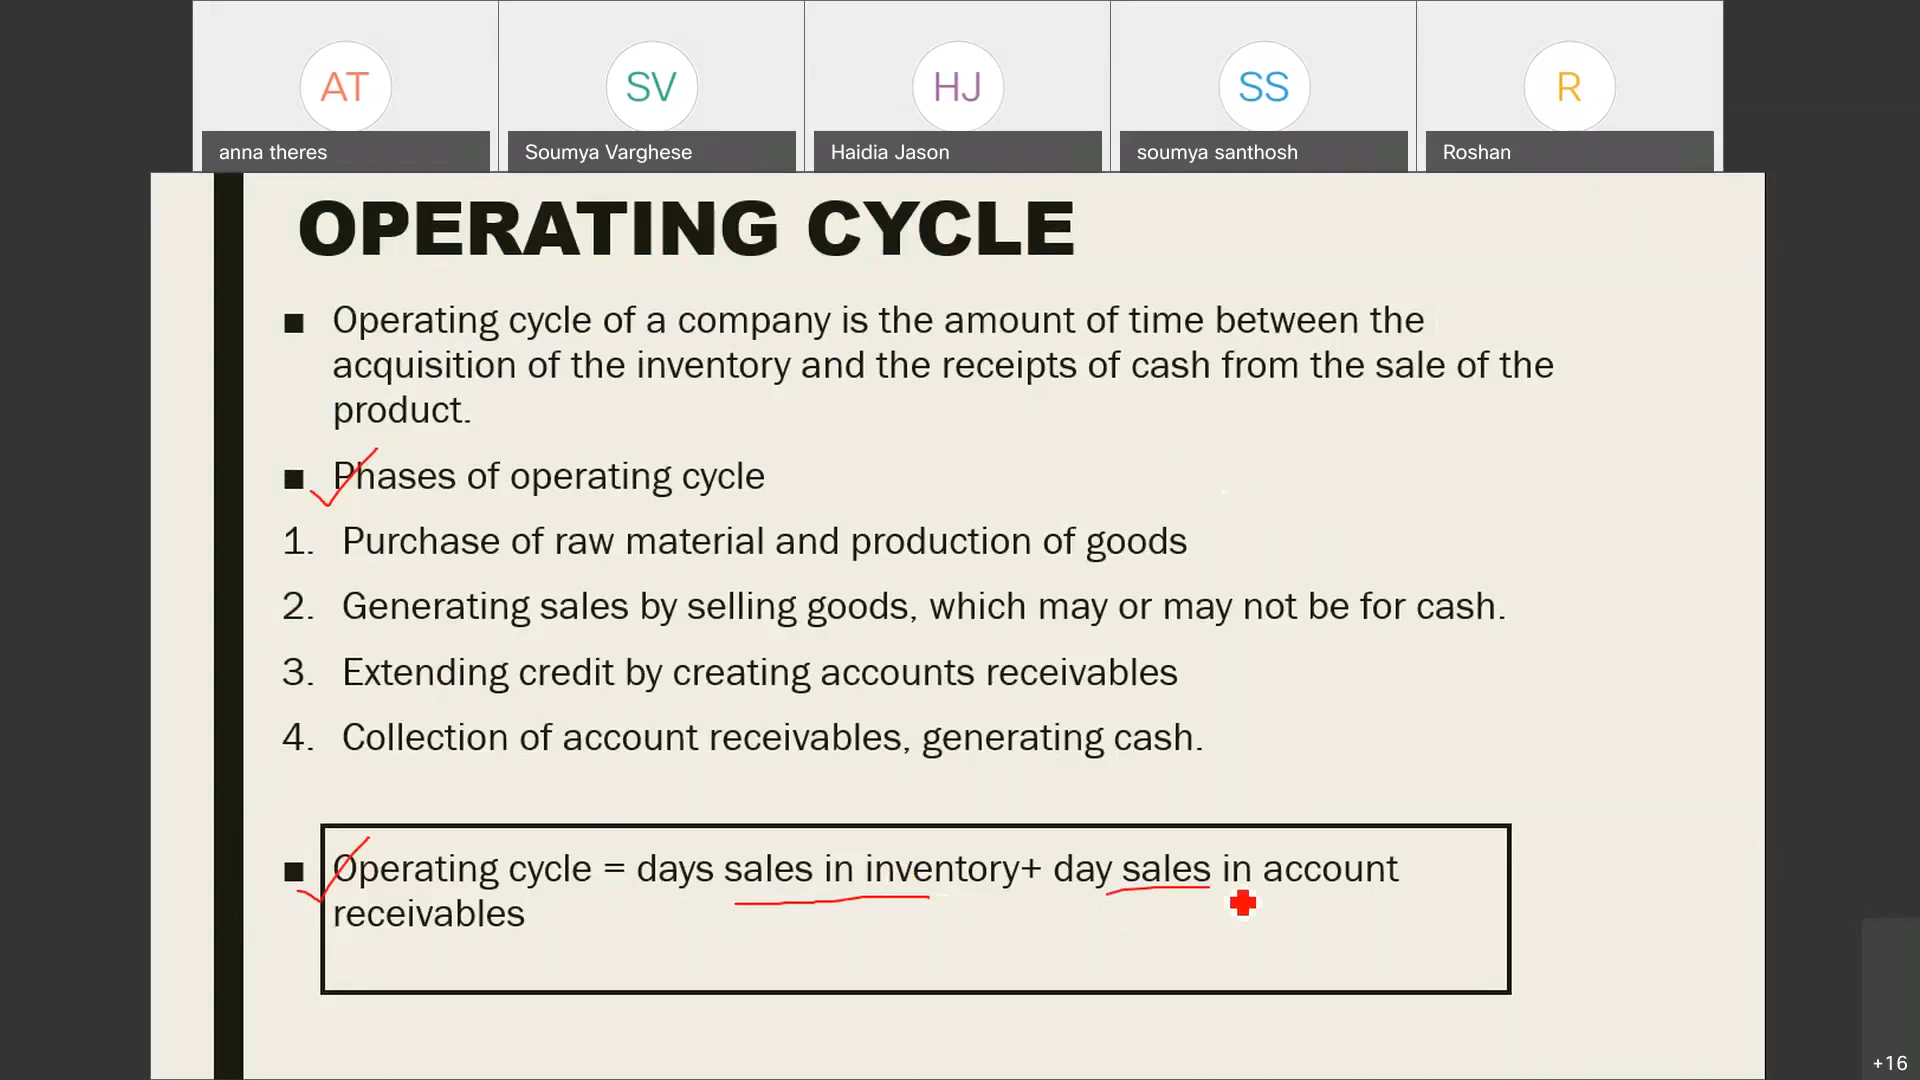 AT
SV
HJ
SS
R
anna theres
Soumya Varghese
Haidia Jason
soumya santhosh
Roshan
OPERATING CYCLE
■ Operating cycle of a company is the amount of time between the
acquisition of the inventory and the receipts of cash from the sale of the
product.
■ Phases of operating cycle
1. Purchase of raw material and production of goods
2. Generating sales by selling goods, which may or may not be for cash.
3. Extending credit by creating accounts receivables
4. Collection of account receivables, generating cash.
■ Operating cycle = days sales in inventory+ day sales in account
receivables
+16